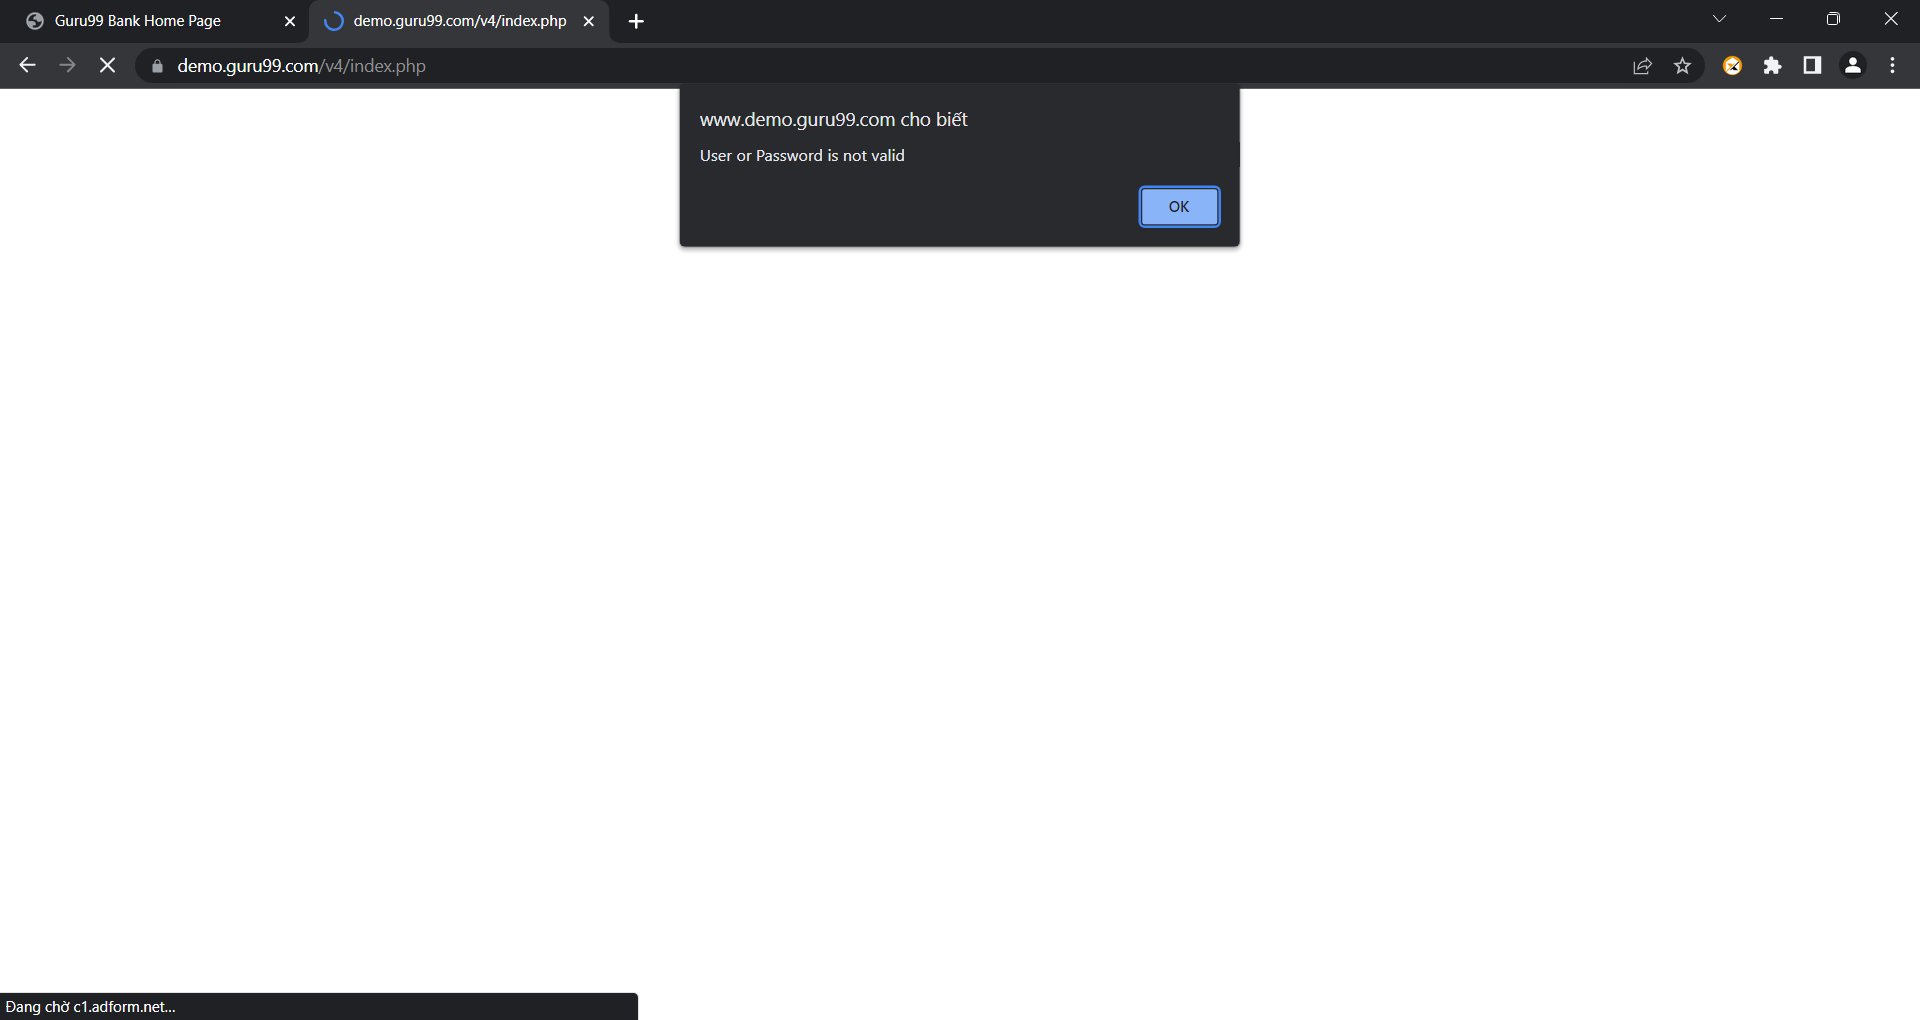 Guru99 Bank Home Page
demo.guru99.com/v4/index.php
demo.guru99.com/v4/index.php
www.demo.guru99.com cho biết
User or Password is not valid
OK
Đang chờ c1.adform.net...